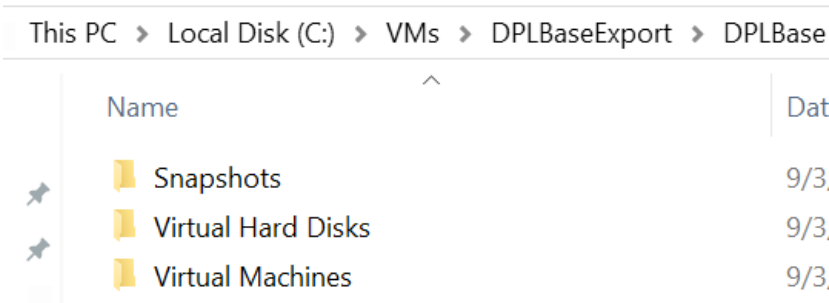 This PC > Local Disk (C:) > VMs > DPLBaseExport > DPLBase
Name Dat
Snapshots 9/3,
Virtual Hard Disks 9/3,
Virtual Machines 9/3,